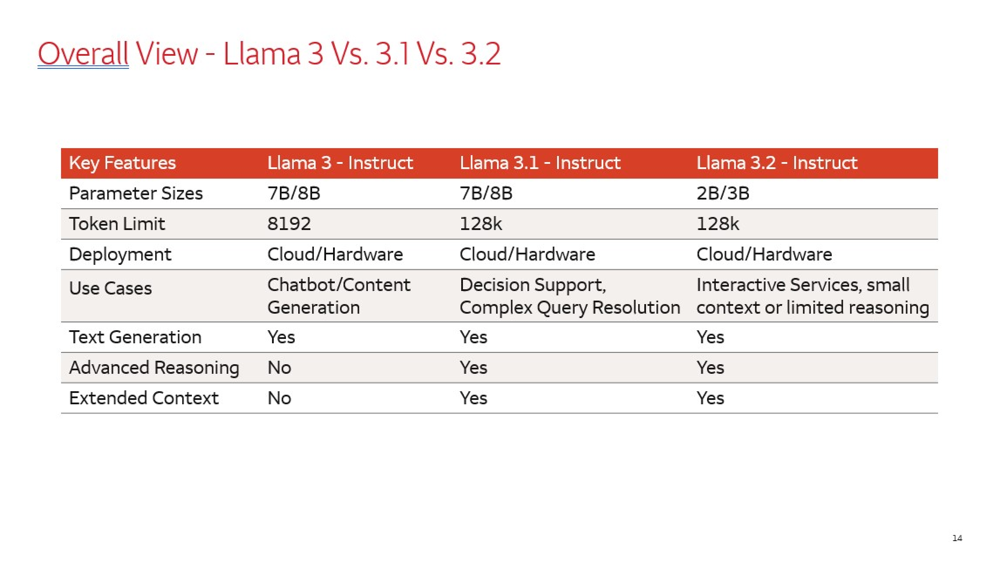 Overall View - Llama 3 Vs. 3.1 Vs. 3.2
Key Features Llama 3 - Instruct Llama 3.1 - Instruct Llama 3.2 - Instruct
Parameter Sizes 7B/8B 7B/8B 2B/3B
Token Limit 8192 128k 128k
Deployment Cloud/Hardware Cloud/Hardware Cloud/Hardware
Use Cases Chatbot/Content Decision Support, Interactive Services, small
Generation Complex Query Resolution context or limited reasoning
Text Generation Yes Yes Yes
Advanced Reasoning No Yes Yes
Extended Context No Yes Yes
14